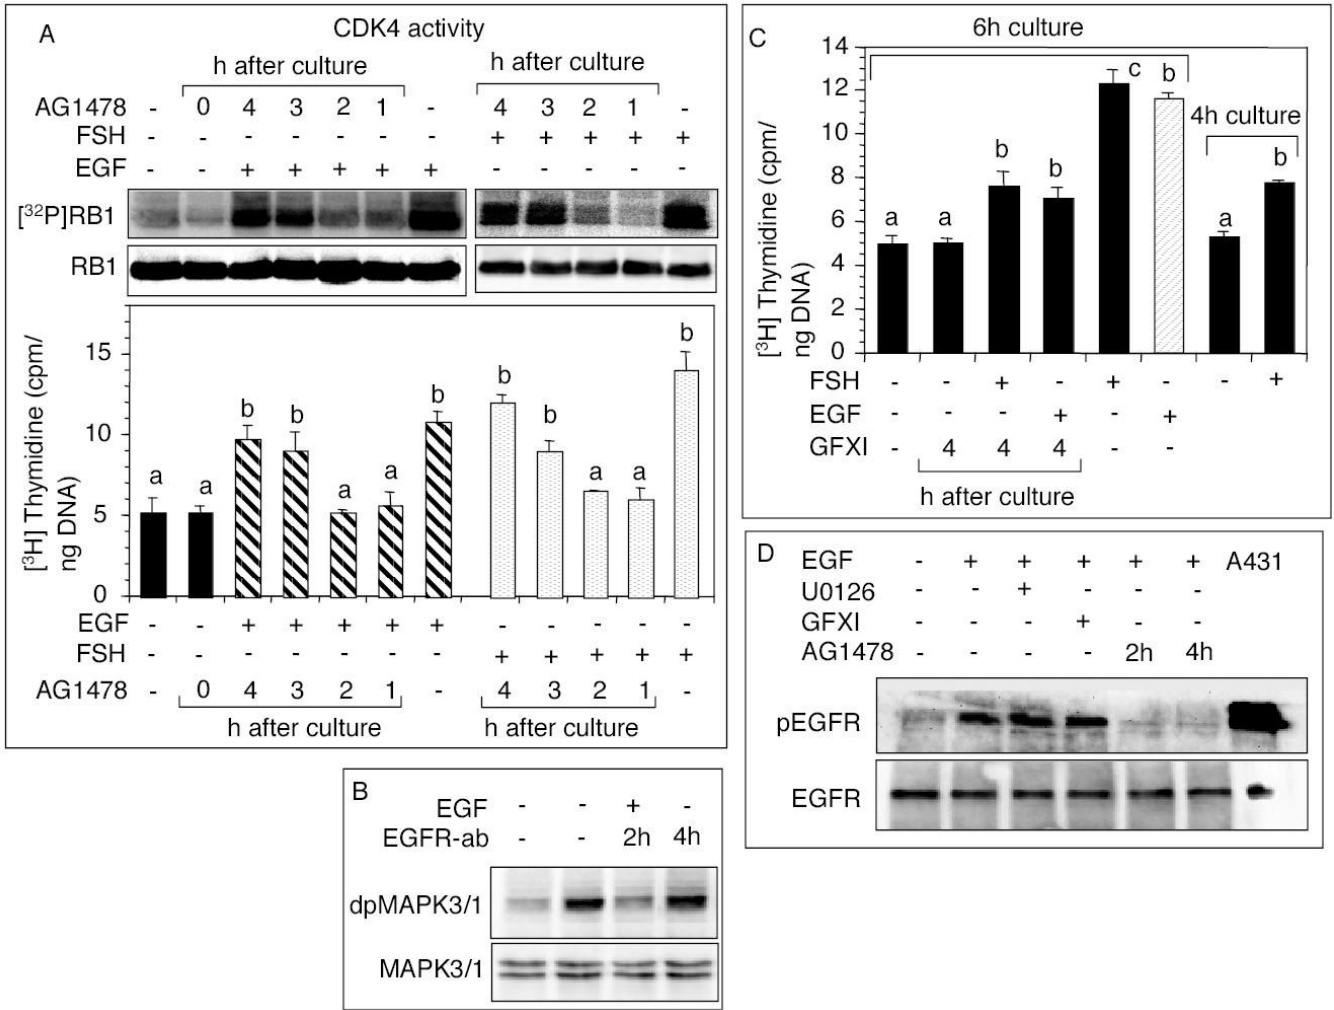 A
CDK4 activity
h after culture
h after culture
AG1478 - 0 4 3 2 1 - 4 3 2 1 -
FSH - - - - - - - + + + + +
EGF - - + + + + + - - - - -
[³²P]RB1
RB1
[³H] Thymidine (cpm/
ng DNA)
15
10
5
0
a a b b a a b b b a a b
EGF - - + + + + + - - - - -
FSH - - - - - - - + + + + +
AG1478 - 0 4 3 2 1 - 4 3 2 1 -
h after culture
h after culture
B
EGF - - + -
EGFR-ab - - 2h 4h
dpMAPK3/1
MAPK3/1
C
6h culture
4h culture
[³H] Thymidine (cpm/
ng DNA)
14
12
10
8
6
4
2
0
a a b b c b a b
FSH - - + - + - - +
EGF - - - + - + - -
GFXI - 4 4 4 - -
h after culture
D
EGF - + + + + + A431
U0126 - - + - - -
GFXI - - - + - -
AG1478 - - - - 2h 4h
pEGFR
EGFR